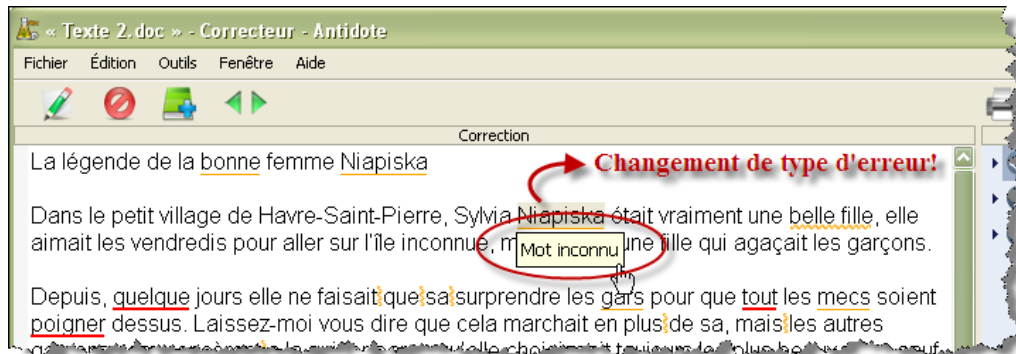 « Texte 2.doc » - Correcteur - Antidote
Fichier Édition Outils Fenêtre Aide
Correction
La légende de la bonne femme Niapiska
Changement de type d'erreur!
Dans le petit village de Havre-Saint-Pierre, Sylvia Niapiska était vraiment une belle fille, elle
aimait les vendredis pour aller sur l'île inconnue, une fille qui agaçait les garçons.
Mot inconnu
Depuis, quelque jours elle ne faisait que sa surprendre les gars pour que tout les mecs soient
poigner dessus. Laissez-moi vous dire que cela marchait en plus de sa, mais les autres